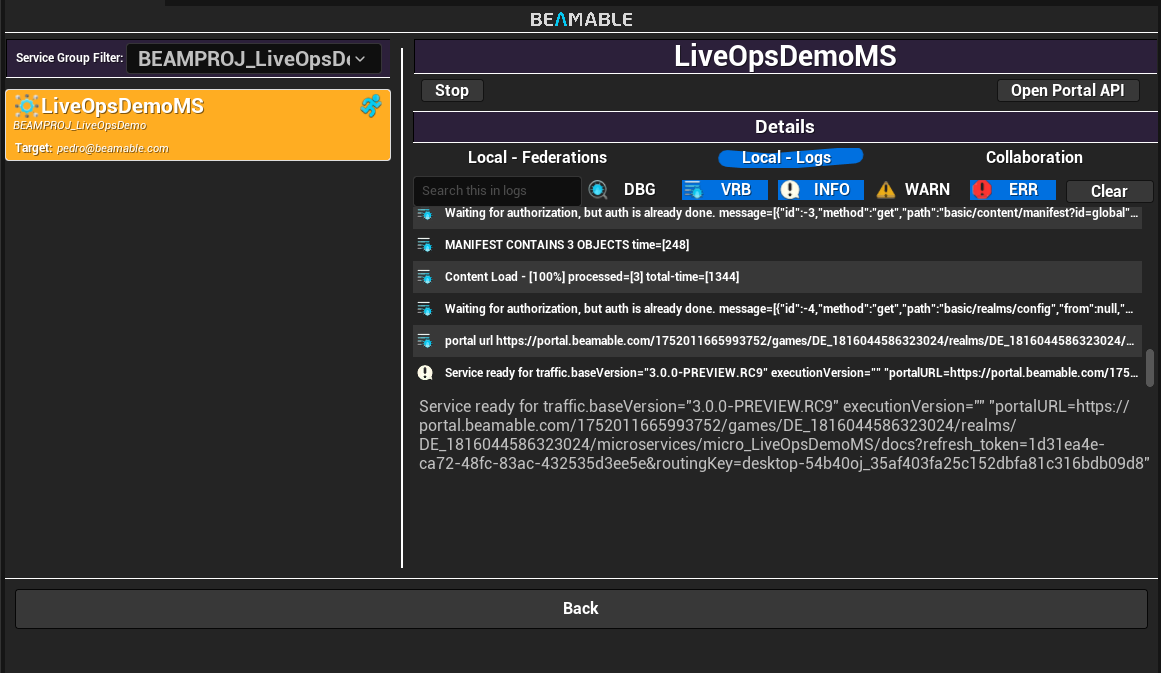 BEAMABLE
Service Group Filter:
BEAMPROJ_LiveOpsDe
LiveOpsDemoMS
BEAMPROJ_LiveOpsDemo
Target: pedro@beamable.com
LiveOpsDemoMS
Stop
Open Portal API
Details
Local - Federations
Local - Logs
Collaboration
Search this in logs
DBG
VRB
INFO
WARN
ERR
Clear
Waiting for authorization, but auth is already done. message=[{"id":-3,"method":"get","path":"basic/content/manifest?id=global"...
MANIFEST CONTAINS 3 OBJECTS time=[248]
Content Load - [100%] processed=[3] total-time=[1344]
Waiting for authorization, but auth is already done. message=[{"id":-4,"method":"get","path":"basic/realms/config","from":null,"...
portal url https://portal.beamable.com/1752011665993752/games/DE_1816044586323024/realms/DE_1816044586323024/...
Service ready for traffic.baseVersion="3.0.0-PREVIEW.RC9" executionVersion="" "portalURL=https://portal.beamable.com/175...
Service ready for traffic.baseVersion="3.0.0-PREVIEW.RC9" executionVersion="" "portalURL=https://
portal.beamable.com/1752011665993752/games/DE_1816044586323024/realms/
DE_1816044586323024/microservices/micro_LiveOpsDemoMS/docs?refresh_token=1d31ea4e-
ca72-48fc-83ac-432535d3ee5e&routingKey=desktop-54b40oj_35af403fa25c152dbfa81c316bdb09d8"
Back